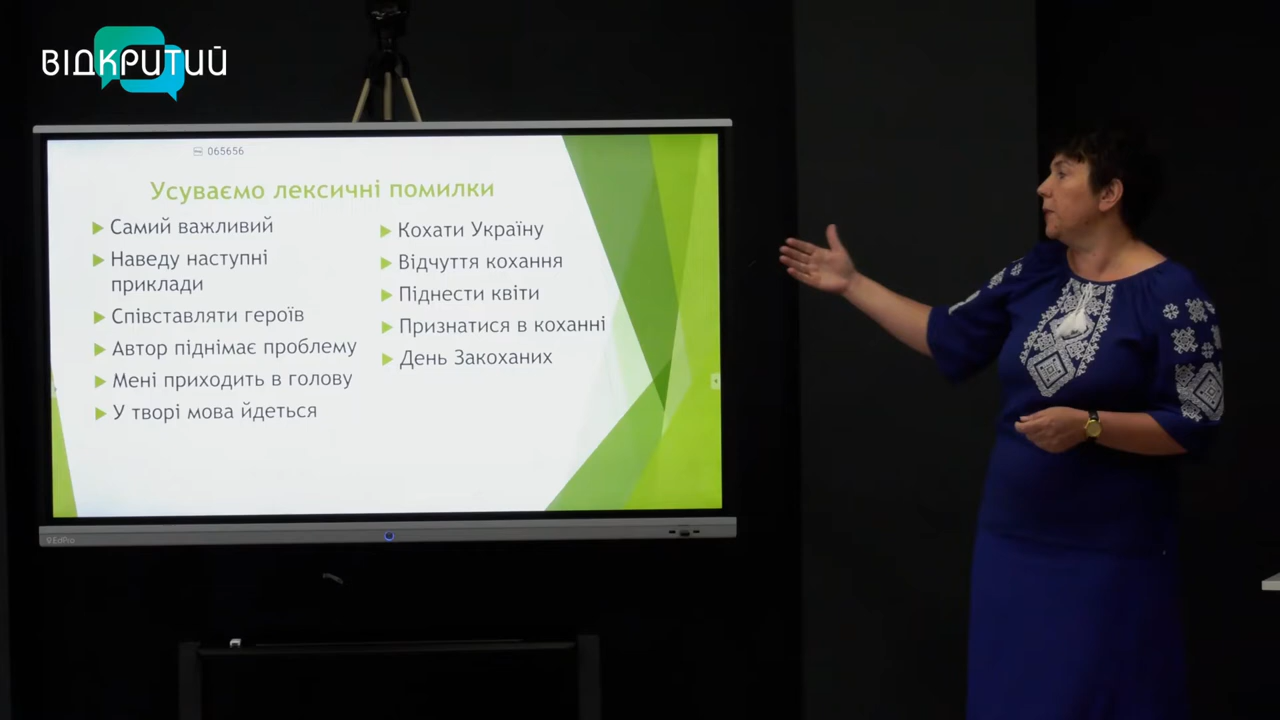 ВІДКРИТИЙ
065656
Усуваємо лексичні помилки
Самий важливий
Наведу наступні
приклади
Співставляти героїв
Автор піднімає проблему
Мені приходить в голову
У творі мова йдеться
Кохати Україну
Відчуття кохання
Піднести квіти
Признатися в коханні
День Закоханих
EdPro